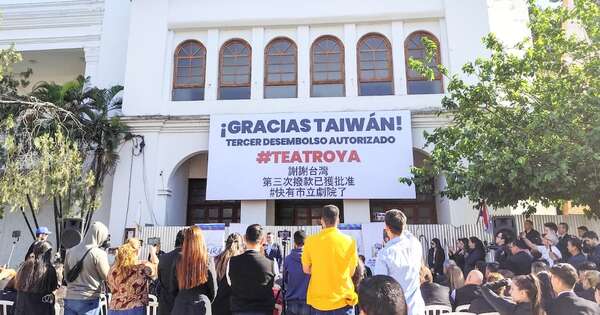 ¡GRACIAS TAIWÁN!
TERCER DESEMBOLSO AUTORIZADO
#TEATROYA
謝謝台灣
第三次撥款已獲批准
#快有市立劇院了